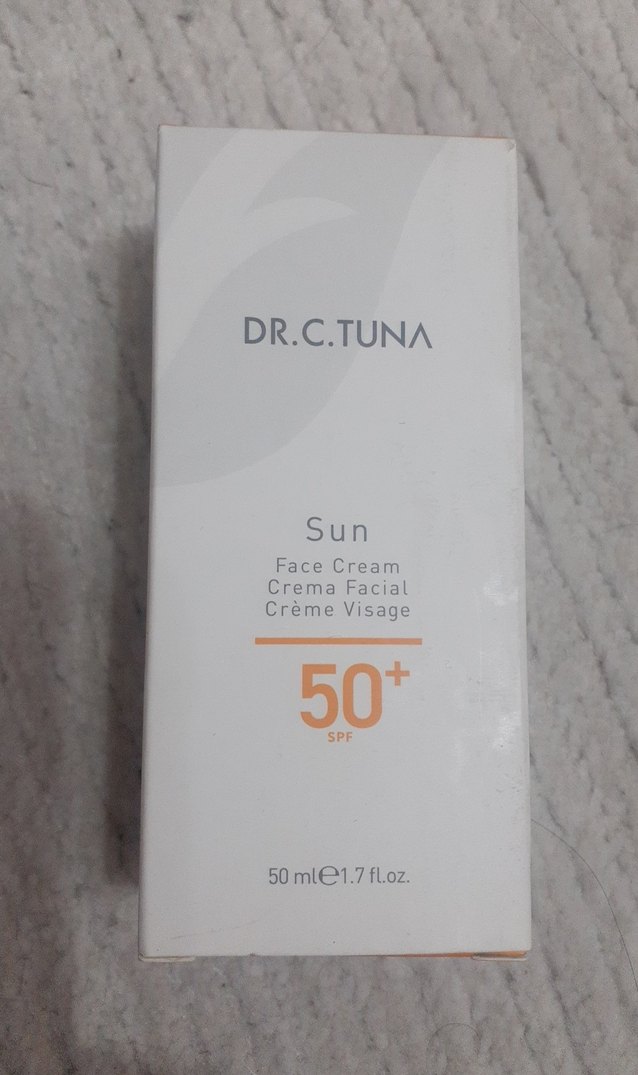 DR.C.TUNA
Sun
Face Cream
Crema Facial
Crème Visage
50+
SPF
50 ml℮1.7 fl.oz.